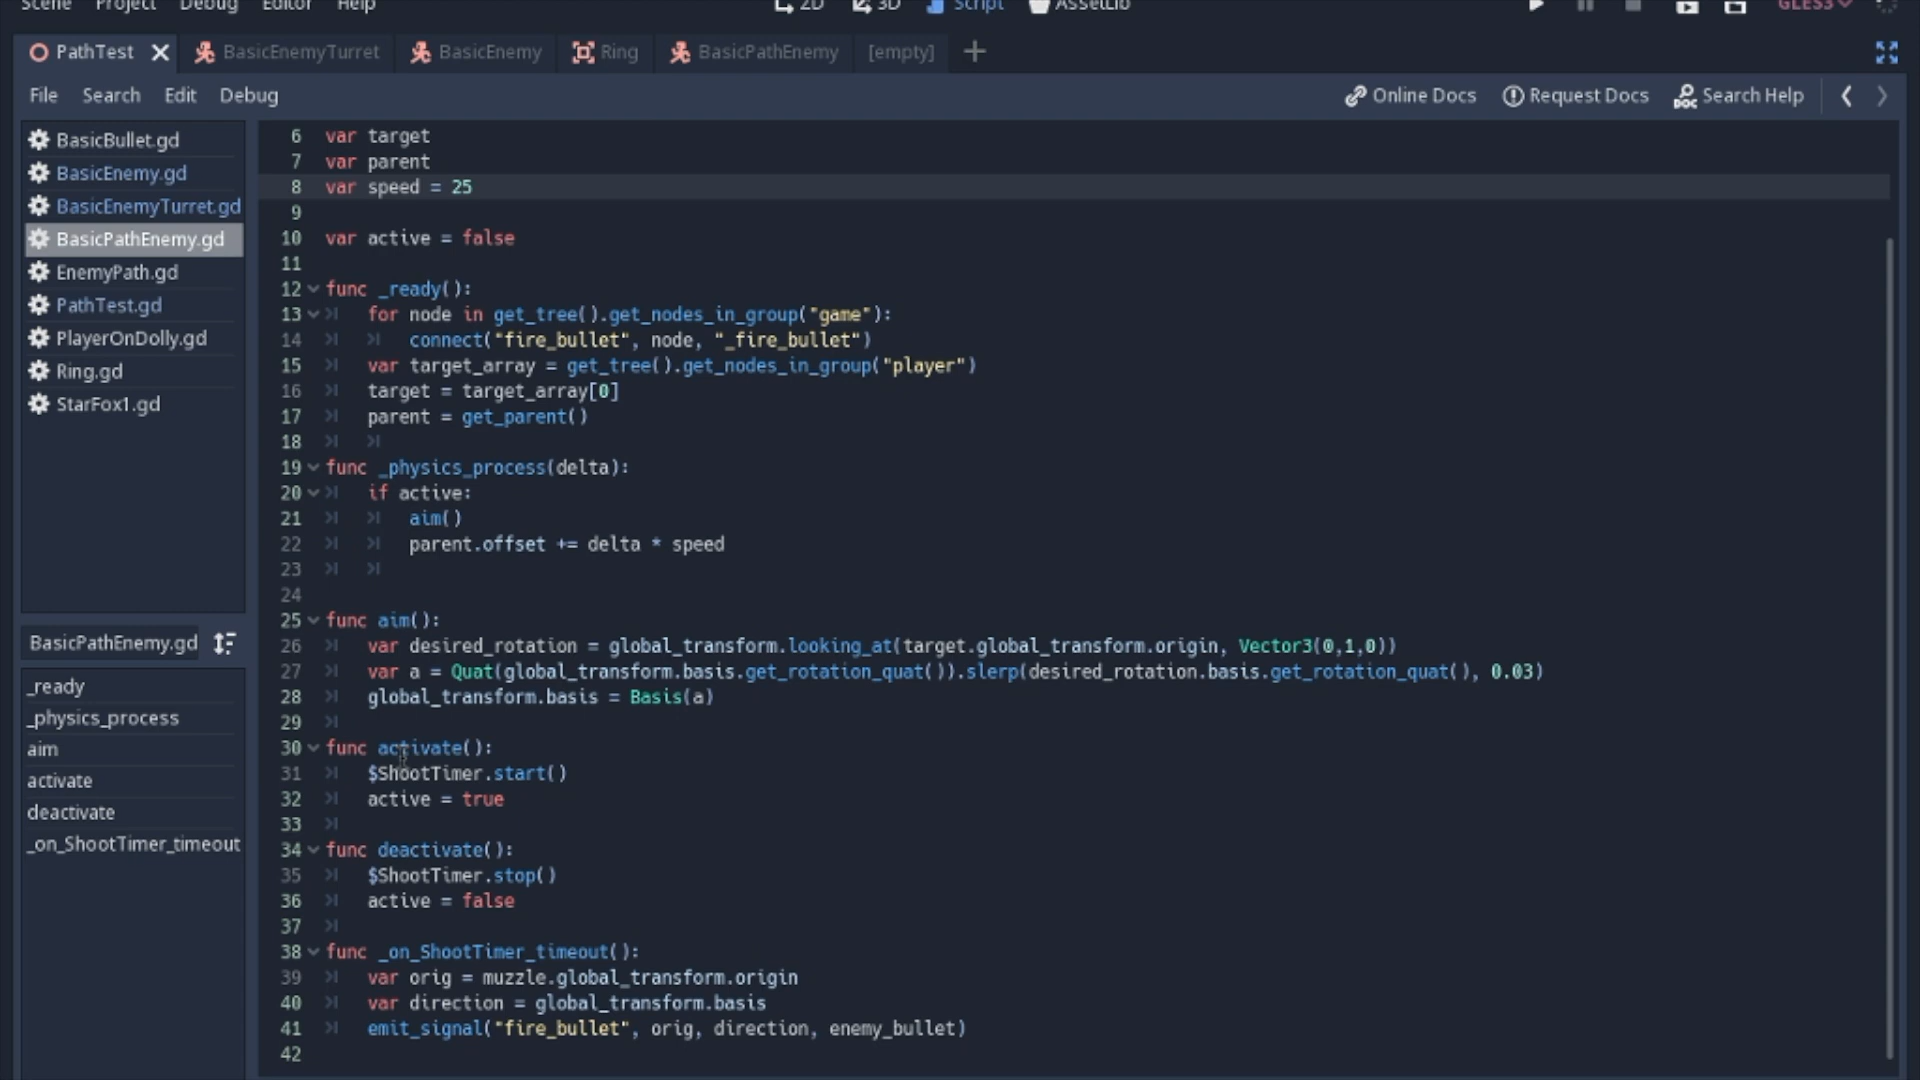 Scene Project Debug Editor Help 2D 3D Script AssetLib GLES3
PathTest BasicEnemyTurret BasicEnemy Ring BasicPathEnemy [empty]
File Search Edit Debug Online Docs Request Docs Search Help
BasicBullet.gd
BasicEnemy.gd
BasicEnemyTurret.gd
BasicPathEnemy.gd
EnemyPath.gd
PathTest.gd
PlayerOnDolly.gd
Ring.gd
StarFox1.gd
BasicPathEnemy.gd
_ready
_physics_process
aim
activate
deactivate
_on_ShootTimer_timeout
6 var target
7 var parent
8 var speed = 25
9
10 var active = false
11
12 func _ready():
13 for node in get_tree().get_nodes_in_group("game"):
14 connect("fire_bullet", node, "_fire_bullet")
15 var target_array = get_tree().get_nodes_in_group("player")
16 target = target_array[0]
17 parent = get_parent()
18
19 func _physics_process(delta):
20 if active:
21 aim()
22 parent.offset += delta * speed
23
24
25 func aim():
26 var desired_rotation = global_transform.looking_at(target.global_transform.origin, Vector3(0,1,0))
27 var a = Quat(global_transform.basis.get_rotation_quat()).slerp(desired_rotation.basis.get_rotation_quat(), 0.03)
28 global_transform.basis = Basis(a)
29
30 func activate():
31 $ShootTimer.start()
32 active = true
33
34 func deactivate():
35 $ShootTimer.stop()
36 active = false
37
38 func _on_ShootTimer_timeout():
39 var orig = muzzle.global_transform.origin
40 var direction = global_transform.basis
41 emit_signal("fire_bullet", orig, direction, enemy_bullet)
42